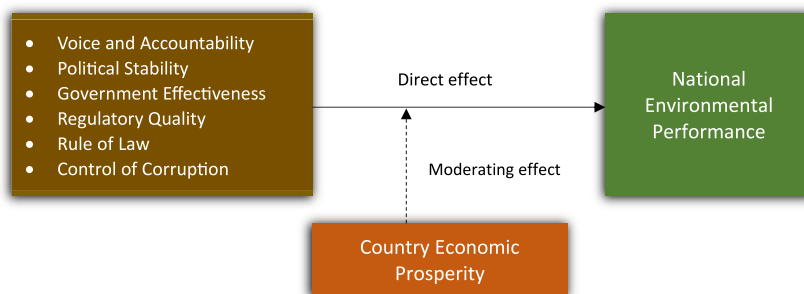 • Voice and Accountability
• Political Stability
• Government Effectiveness
• Regulatory Quality
• Rule of Law
• Control of Corruption
Direct effect
National
Environmental
Performance
Moderating effect
Country Economic
Prosperity